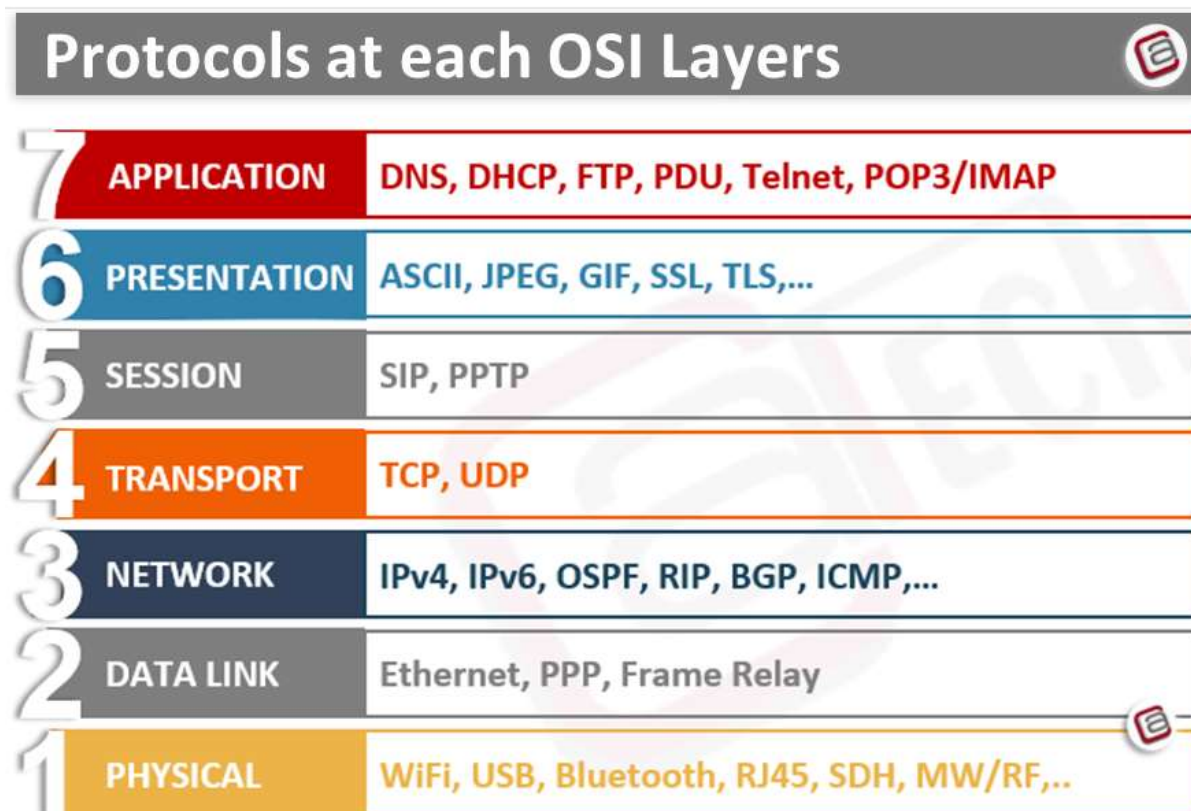 Protocols at each OSI Layers
7 APPLICATION DNS, DHCP, FTP, PDU, Telnet, POP3/IMAP
6 PRESENTATION ASCII, JPEG, GIF, SSL, TLS,...
5 SESSION SIP, PPTP
4 TRANSPORT TCP, UDP
3 NETWORK IPv4, IPv6, OSPF, RIP, BGP, ICMP,...
2 DATA LINK Ethernet, PPP, Frame Relay
1 PHYSICAL WiFi, USB, Bluetooth, RJ45, SDH, MW/RF,..
TECH